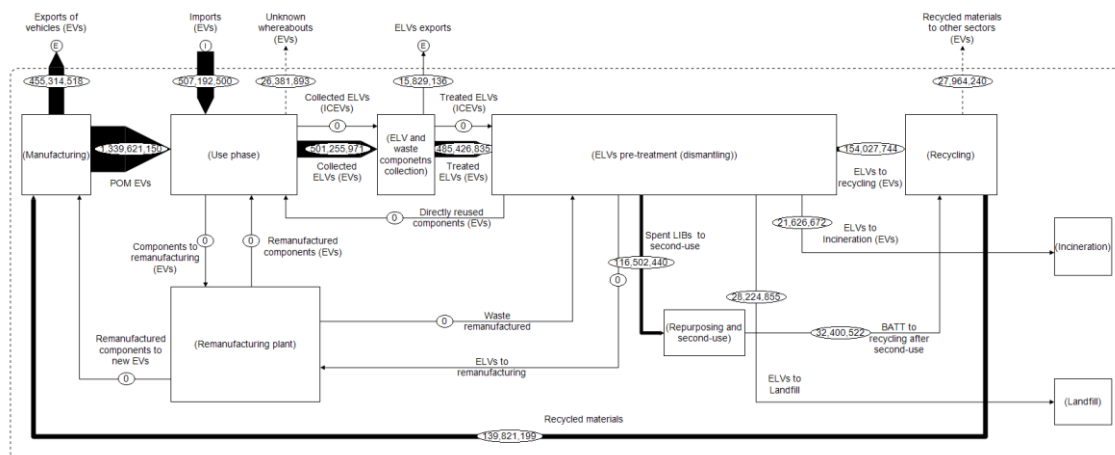 Exports of
vehicles (EVs)
E
Imports
(EVs)
I
Unknown
whereabouts
(EVs)
ELVs exports
E
Recycled materials
to other sectors
(EVs)
455,314,518
507,192,500
26,381,893
15,829,136
27,964,240
Collected ELVs
(ICEVs)
0
Treated ELVs
(ICEVs)
0
(Manufacturing)
1,339,621,150
POM EVs
(Use phase)
501,255,971
Collected
ELVs (EVs)
(ELV and
waste
componetns
collection)
485,426,835
Treated
ELVs (EVs)
(ELVs pre-treatment (dismantling))
154,027,744
ELVs to
recycling (EVs)
(Recycling)
0
Directly reused
components (EVs)
21,626,672
ELVs to
Incineration (EVs)
(Incineration)
Components to
remanufacturing
(EVs)
0
0
Remanufactured
components (EVs)
Spent LIBs to
second-use
116,502,440
0
28,224,855
(Remanufacturing plant)
0
Waste
remanufactured
(Repurposing and
second-use)
32,400,522
BATT to
recycling after
second-use
Remanufactured
components to
new EVs
0
ELVs to
remanufacturing
ELVs to
Landfill
(Landfill)
Recycled materials
139,821,199